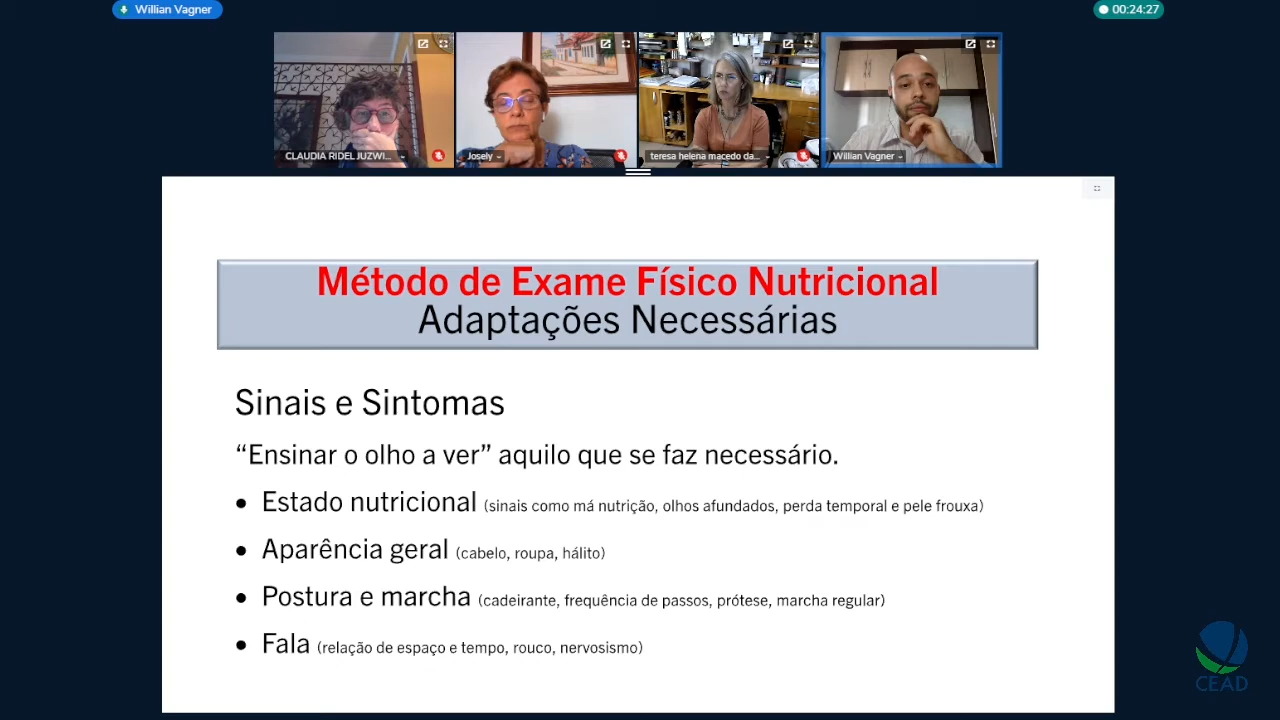 Willian Vagner
00:24:27
CLAUDIA RIDEL JUZWI...
Josely
teresa helena macedo da...
Willian Vagner
Método de Exame Físico Nutricional
Adaptações Necessárias
Sinais e Sintomas
“Ensinar o olho a ver” aquilo que se faz necessário.
• Estado nutricional (sinais como má nutrição, olhos afundados, perda temporal e pele frouxa)
• Aparência geral (cabelo, roupa, hálito)
• Postura e marcha (cadeirante, frequência de passos, prótese, marcha regular)
• Fala (relação de espaço e tempo, rouco, nervosismo)
CEAD